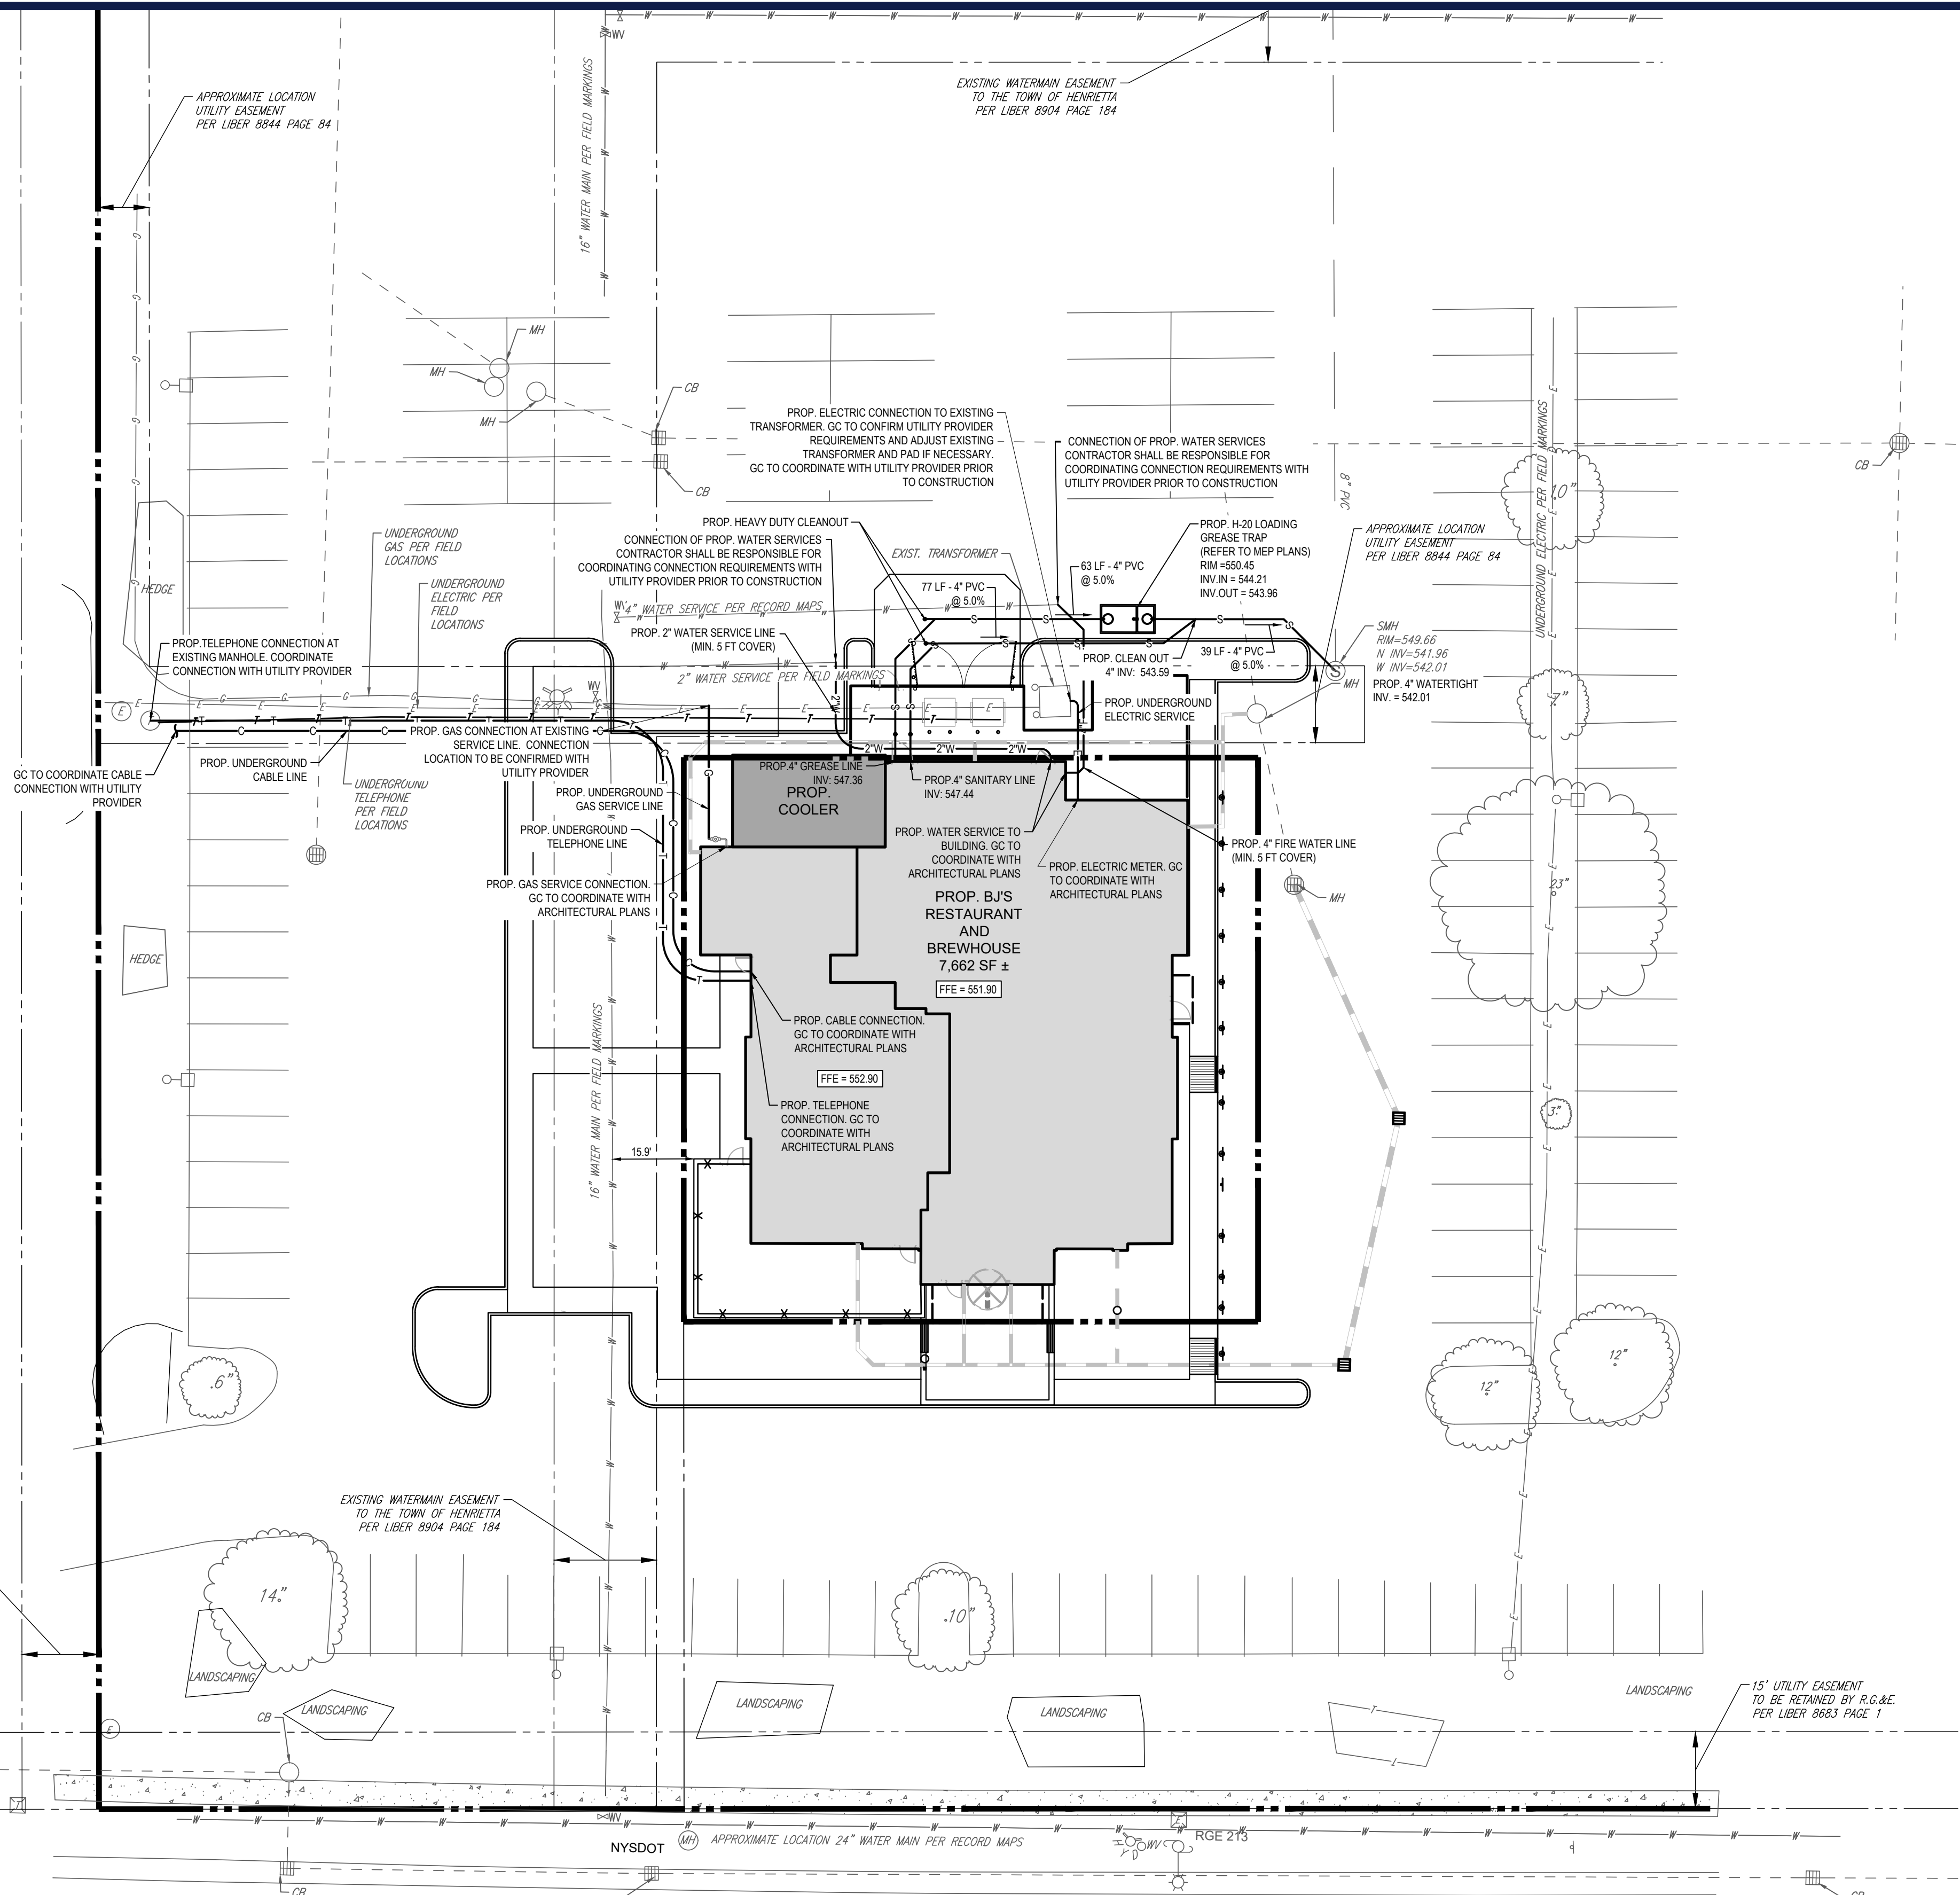 WV
APPROXIMATE LOCATION
UTILITY EASEMENT
PER LIBER 8844 PAGE 84
16" WATER MAIN PER FIELD MARKINGS
EXISTING WATERMAIN EASEMENT
TO THE TOWN OF HENRIETTA
PER LIBER 8904 PAGE 184
MH
MH
MH
CB
CB
CB
PROP. ELECTRIC CONNECTION TO EXISTING
TRANSFORMER. GC TO CONFIRM UTILITY PROVIDER
REQUIREMENTS AND ADJUST EXISTING
TRANSFORMER AND PAD IF NECESSARY.
GC TO COORDINATE WITH UTILITY PROVIDER PRIOR
TO CONSTRUCTION
CONNECTION OF PROP. WATER SERVICES
CONTRACTOR SHALL BE RESPONSIBLE FOR
COORDINATING CONNECTION REQUIREMENTS WITH
UTILITY PROVIDER PRIOR TO CONSTRUCTION
8" PVC
UNDERGROUND ELECTRIC PER FIELD MARKINGS
10"
PROP. HEAVY DUTY CLEANOUT
CONNECTION OF PROP. WATER SERVICES
CONTRACTOR SHALL BE RESPONSIBLE FOR
COORDINATING CONNECTION REQUIREMENTS WITH
UTILITY PROVIDER PRIOR TO CONSTRUCTION
EXIST. TRANSFORMER
77 LF - 4" PVC
@ 5.0%
63 LF - 4" PVC
@ 5.0%
PROP. H-20 LOADING
GREASE TRAP
(REFER TO MEP PLANS)
RIM =550.45
INV.IN = 544.21
INV.OUT = 543.96
APPROXIMATE LOCATION
UTILITY EASEMENT
PER LIBER 8844 PAGE 84
UNDERGROUND
GAS PER FIELD
LOCATIONS
UNDERGROUND
ELECTRIC PER
FIELD
LOCATIONS
HEDGE
WV
4" WATER SERVICE PER RECORD MAPS
PROP. 2" WATER SERVICE LINE
(MIN. 5 FT COVER)
2" WATER SERVICE PER FIELD MARKINGS
WV
2"W
PROP.TELEPHONE CONNECTION AT
EXISTING MANHOLE. COORDINATE
CONNECTION WITH UTILITY PROVIDER
PROP. CLEAN OUT
4" INV: 543.59
39 LF - 4" PVC
@ 5.0%
SMH
RIM=549.66
N INV=541.96
W INV=542.01
MH
PROP. 4" WATERTIGHT
INV. = 542.01
7"
PROP. UNDERGROUND
ELECTRIC SERVICE
E
GC TO COORDINATE CABLE
CONNECTION WITH UTILITY
PROVIDER
PROP. UNDERGROUND
CABLE LINE
UNDERGROUND
TELEPHONE
PER FIELD
LOCATIONS
PROP. GAS CONNECTION AT EXISTING
SERVICE LINE. CONNECTION
LOCATION TO BE CONFIRMED WITH
UTILITY PROVIDER
2"W 2"W 2"W
PROP.4" GREASE LINE
INV: 547.36
PROP.4" SANITARY LINE
INV: 547.44
PROP.
COOLER
PROP. UNDERGROUND
GAS SERVICE LINE
PROP. UNDERGROUND
TELEPHONE LINE
PROP. GAS SERVICE CONNECTION.
GC TO COORDINATE WITH
ARCHITECTURAL PLANS
PROP. WATER SERVICE TO
BUILDING. GC TO
COORDINATE WITH
ARCHITECTURAL PLANS
PROP. ELECTRIC METER. GC
TO COORDINATE WITH
ARCHITECTURAL PLANS
PROP. 4" FIRE WATER LINE
(MIN. 5 FT COVER)
MH
23"
PROP. BJ'S
RESTAURANT
AND
BREWHOUSE
7,662 SF ±
FFE = 551.90
HEDGE
PROP. CABLE CONNECTION.
GC TO COORDINATE WITH
ARCHITECTURAL PLANS
FFE = 552.90
PROP. TELEPHONE
CONNECTION. GC TO
COORDINATE WITH
ARCHITECTURAL PLANS
16" WATER MAIN PER FIELD MARKINGS
15.9'
3"
6"
12"
12"
EXISTING WATERMAIN EASEMENT
TO THE TOWN OF HENRIETTA
PER LIBER 8904 PAGE 184
14"
10"
LANDSCAPING
LANDSCAPING
LANDSCAPING
LANDSCAPING
LANDSCAPING
15' UTILITY EASEMENT
TO BE RETAINED BY R.G.&E.
PER LIBER 8683 PAGE 1
CB
E
WV
NYSDOT
MH
APPROXIMATE LOCATION 24" WATER MAIN PER RECORD MAPS
HYD
WV
RGE 213
CB
CB